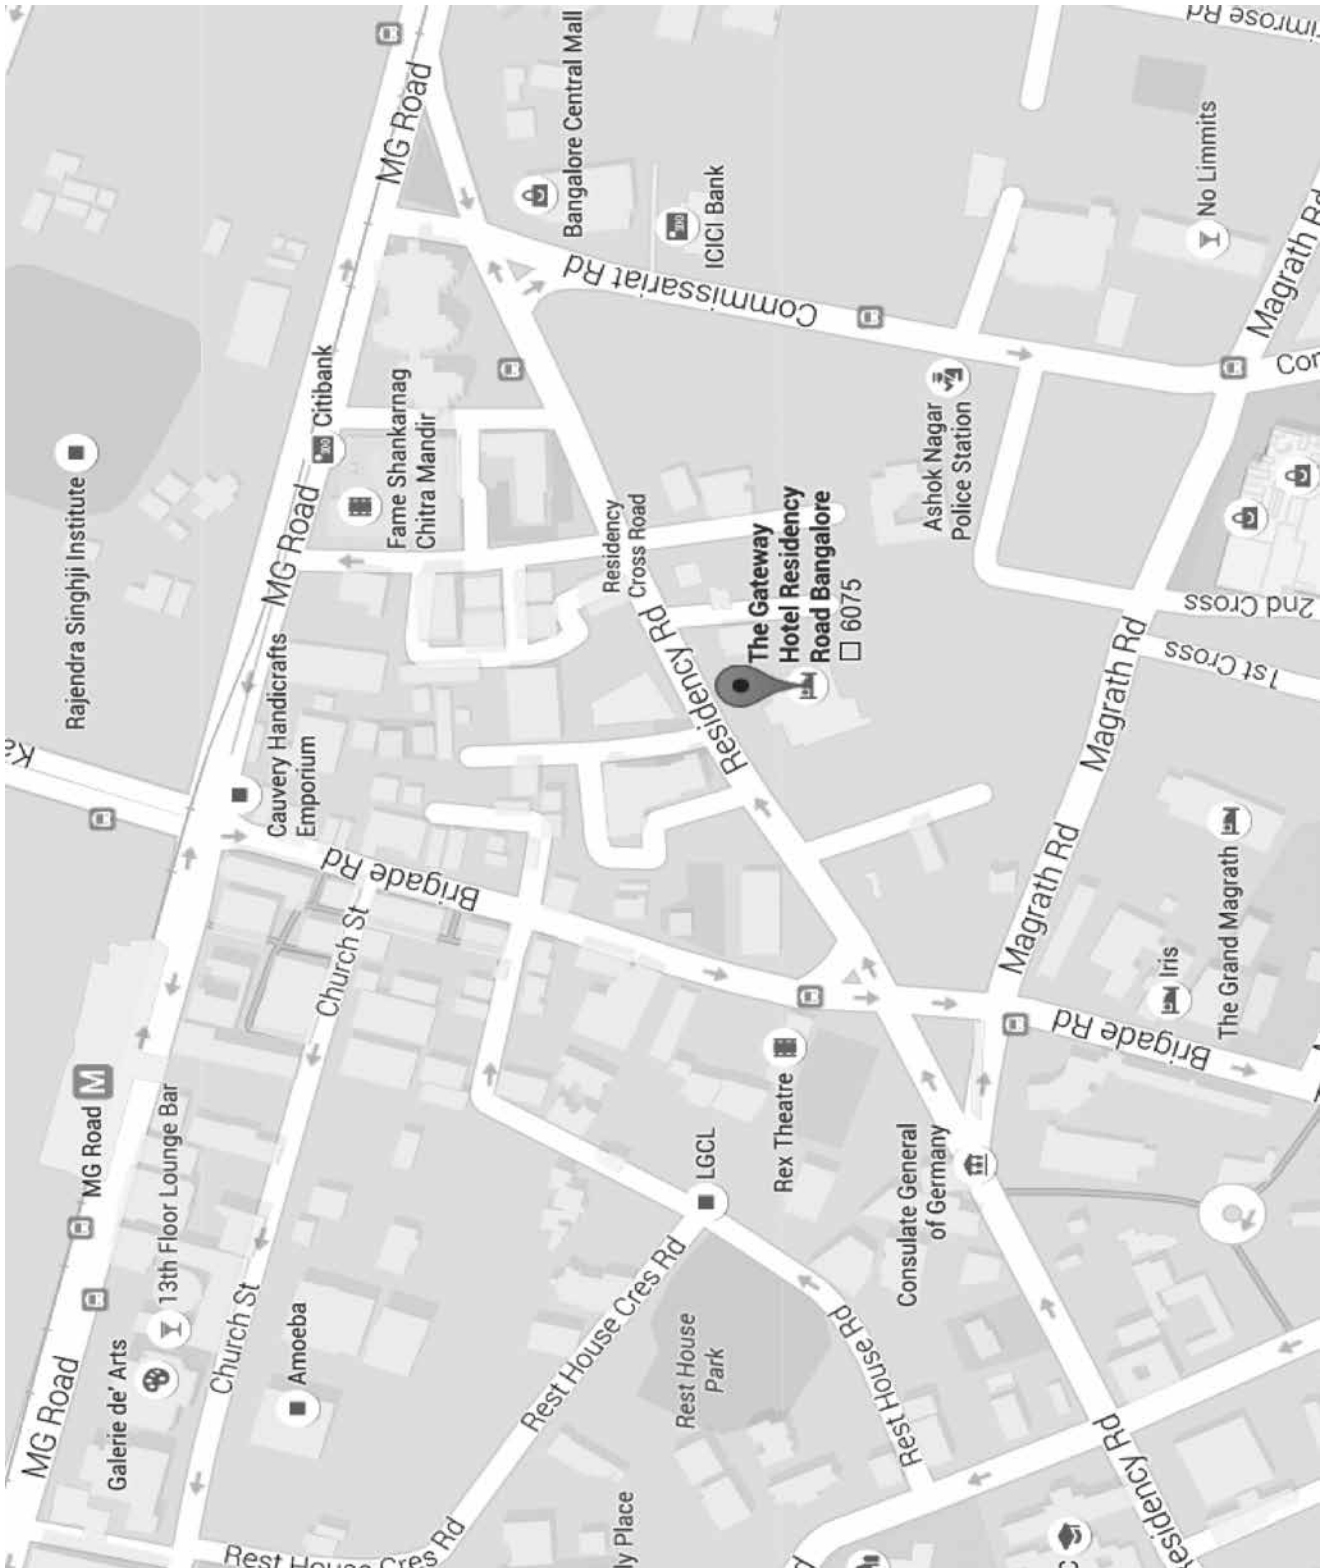 MG Road
MG Road
MG Road
MG Road
MG Road
Bangalore Central Mall
ICICI Bank
No Limmits
Commissariat Rd
Magrath Rd
Citibank
Fame Shankarnag
Chitra Mandir
Rajendra Singhji Institute
Residency
Cross Road
The Gateway
Hotel Residency
Road Bangalore
□ 6075
Ashok Nagar
Police Station
2nd Cross
1st Cross
Residency Rd
Residency Rd
Cauvery Handicrafts
Emporium
Brigade Rd
Church St
Magrath Rd
Magrath Rd
The Grand Magrath
Iris
Brigade Rd
13th Floor Lounge Bar
Galerie de' Arts
Church St
Amoeba
LGCL
Rex Theatre
Consulate General
of Germany
Rest House Cres Rd
Rest House
Park
Rest House Rd
Rest House Cres Rd
Residency Rd
Place